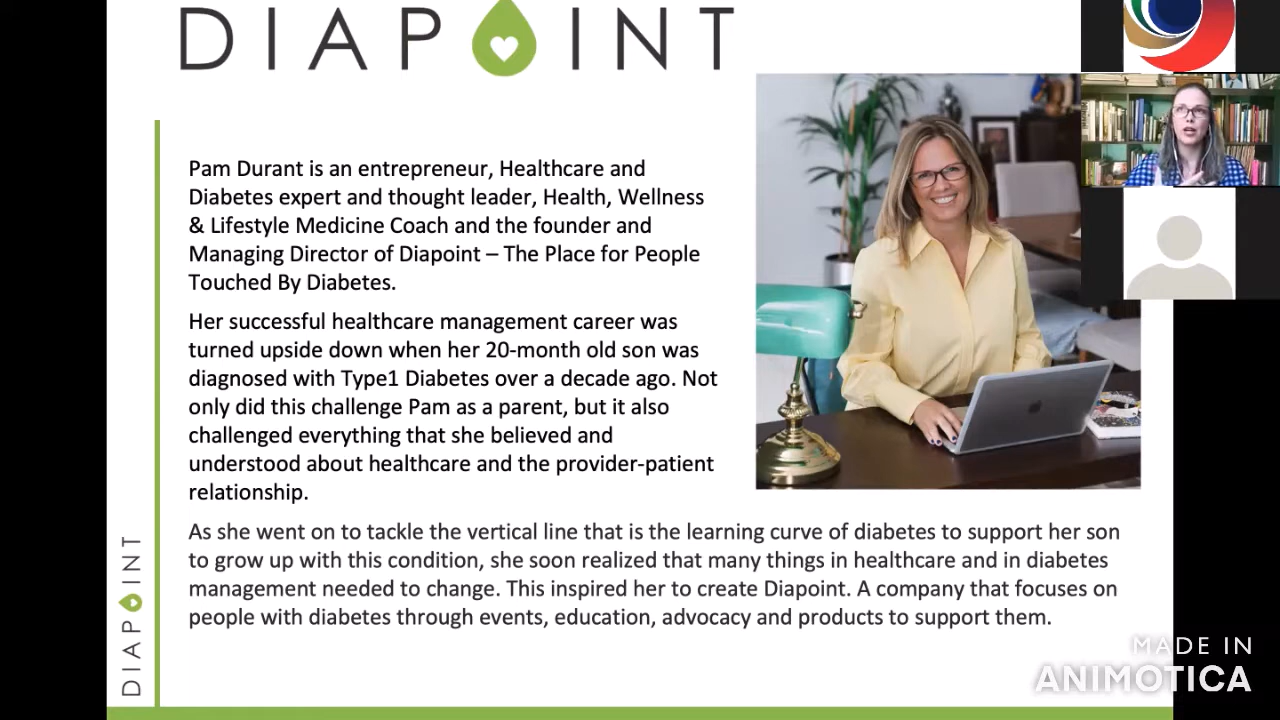 DIAPOINT
Pam Durant is an entrepreneur, Healthcare and
Diabetes expert and thought leader, Health, Wellness
& Lifestyle Medicine Coach and the founder and
Managing Director of Diapoint – The Place for People
Touched By Diabetes.
Her successful healthcare management career was
turned upside down when her 20-month old son was
diagnosed with Type1 Diabetes over a decade ago. Not
only did this challenge Pam as a parent, but it also
challenged everything that she believed and
understood about healthcare and the provider-patient
relationship.
As she went on to tackle the vertical line that is the learning curve of diabetes to support her son
to grow up with this condition, she soon realized that many things in healthcare and in diabetes
management needed to change. This inspired her to create Diapoint. A company that focuses on
people with diabetes through events, education, advocacy and products to support them.
DIAPOINT
MADE IN
ANIMOTICA